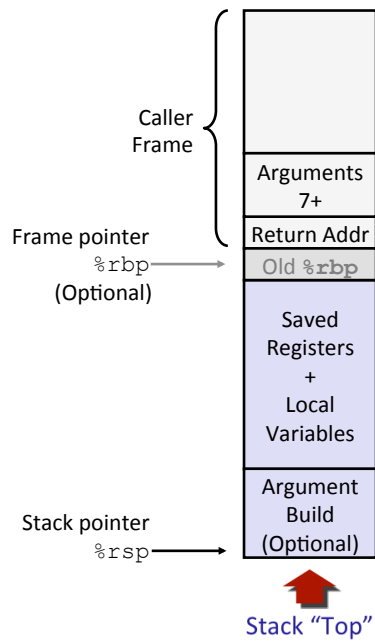 Caller
Frame
Arguments
7+
Return Addr
Frame pointer
%rbp
(Optional)
Old %rbp
Saved
Registers
+
Local
Variables
Argument
Build
(Optional)
Stack pointer
%rsp
Stack “Top”